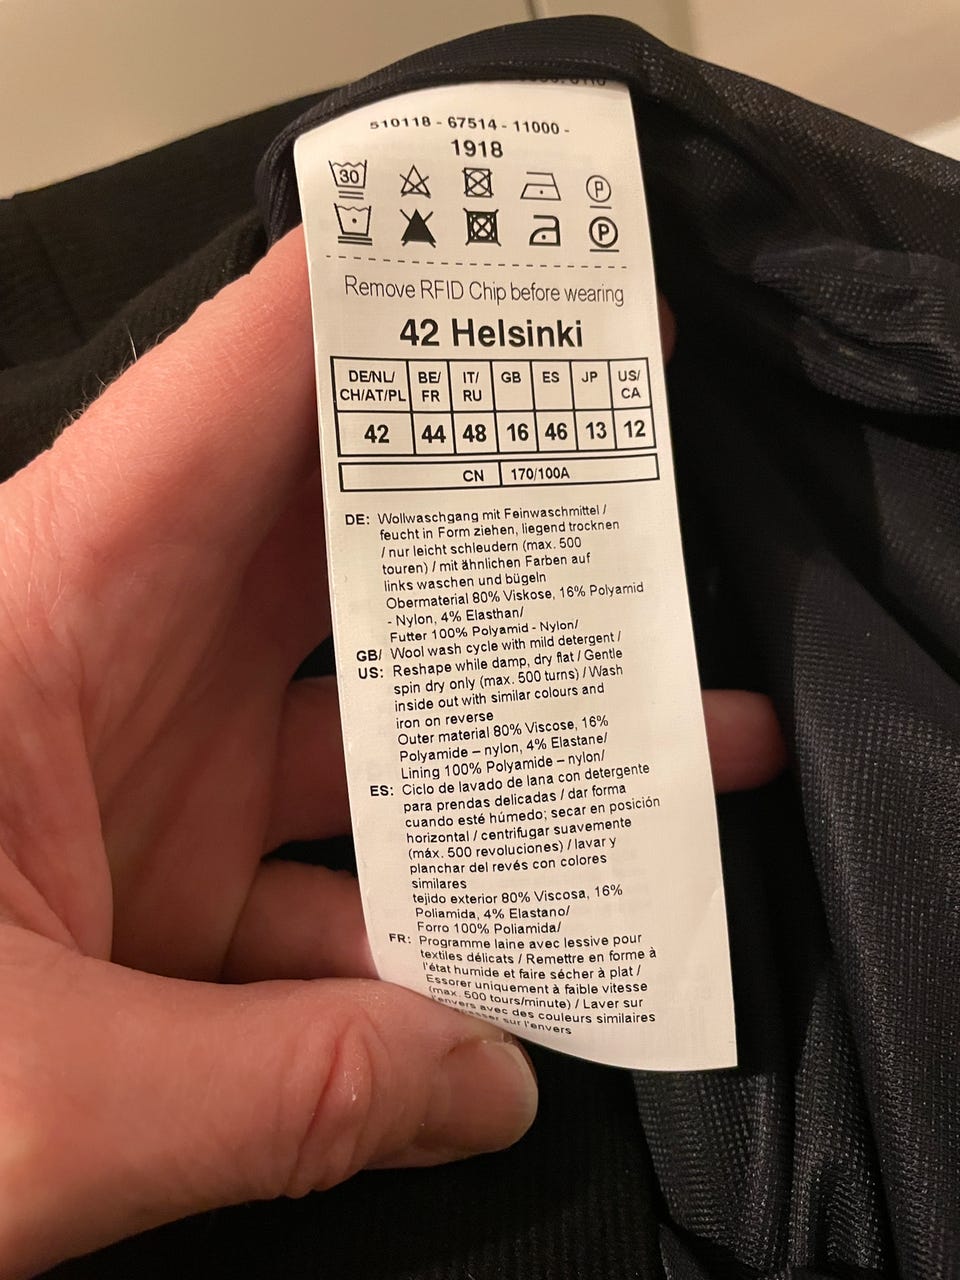 510118 - 67514 - 11000 -
1918
30
P
P
Remove RFID Chip before wearing
42 Helsinki
DE/NL/ BE/ IT/ GB ES JP US/
CH/AT/PL FR RU CA
42 44 48 16 46 13 12
CN 170/100A
DE: Wollwaschgang mit Feinwaschmittel /
feucht in Form ziehen, liegend trocknen
/ nur leicht schleudern (max. 500
touren) / mit ähnlichen Farben auf
links waschen und bügeln
Obermaterial 80% Viskose, 16% Polyamid
- Nylon, 4% Elasthan/
Futter 100% Polyamid - Nylon/
GB/ Wool wash cycle with mild detergent /
US: Reshape while damp, dry flat / Gentle
spin dry only (max. 500 turns) / Wash
inside out with similar colours and
iron on reverse
Outer material 80% Viscose, 16%
Polyamide – nylon, 4% Elastane/
Lining 100% Polyamide – nylon/
ES: Ciclo de lavado de lana con detergente
para prendas delicadas / dar forma
cuando esté húmedo; secar en posición
horizontal / centrifugar suavemente
(máx. 500 revoluciones) / lavar y
planchar del revés con colores
similares
tejido exterior 80% Viscosa, 16%
Poliamida, 4% Elastano/
Forro 100% Poliamida/
FR: Programme laine avec lessive pour
textiles délicats / Remettre en forme à
l'état humide et faire sécher à plat /
Essorer uniquement à faible vitesse
(max. 500 tours/minute) / Laver sur
l'envers avec des couleurs similaires
sur l'envers